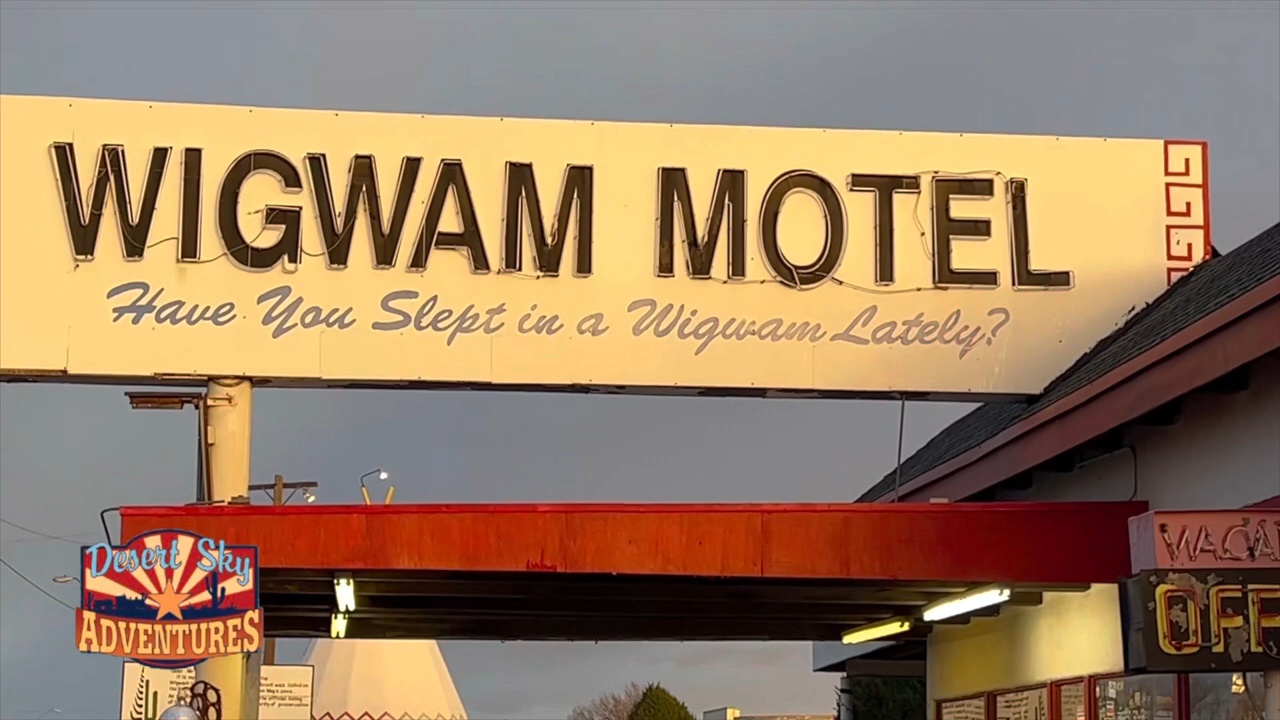 WIGWAM MOTEL
Have You Slept in a Wigwam Lately?
Desert Sky
ADVENTURES